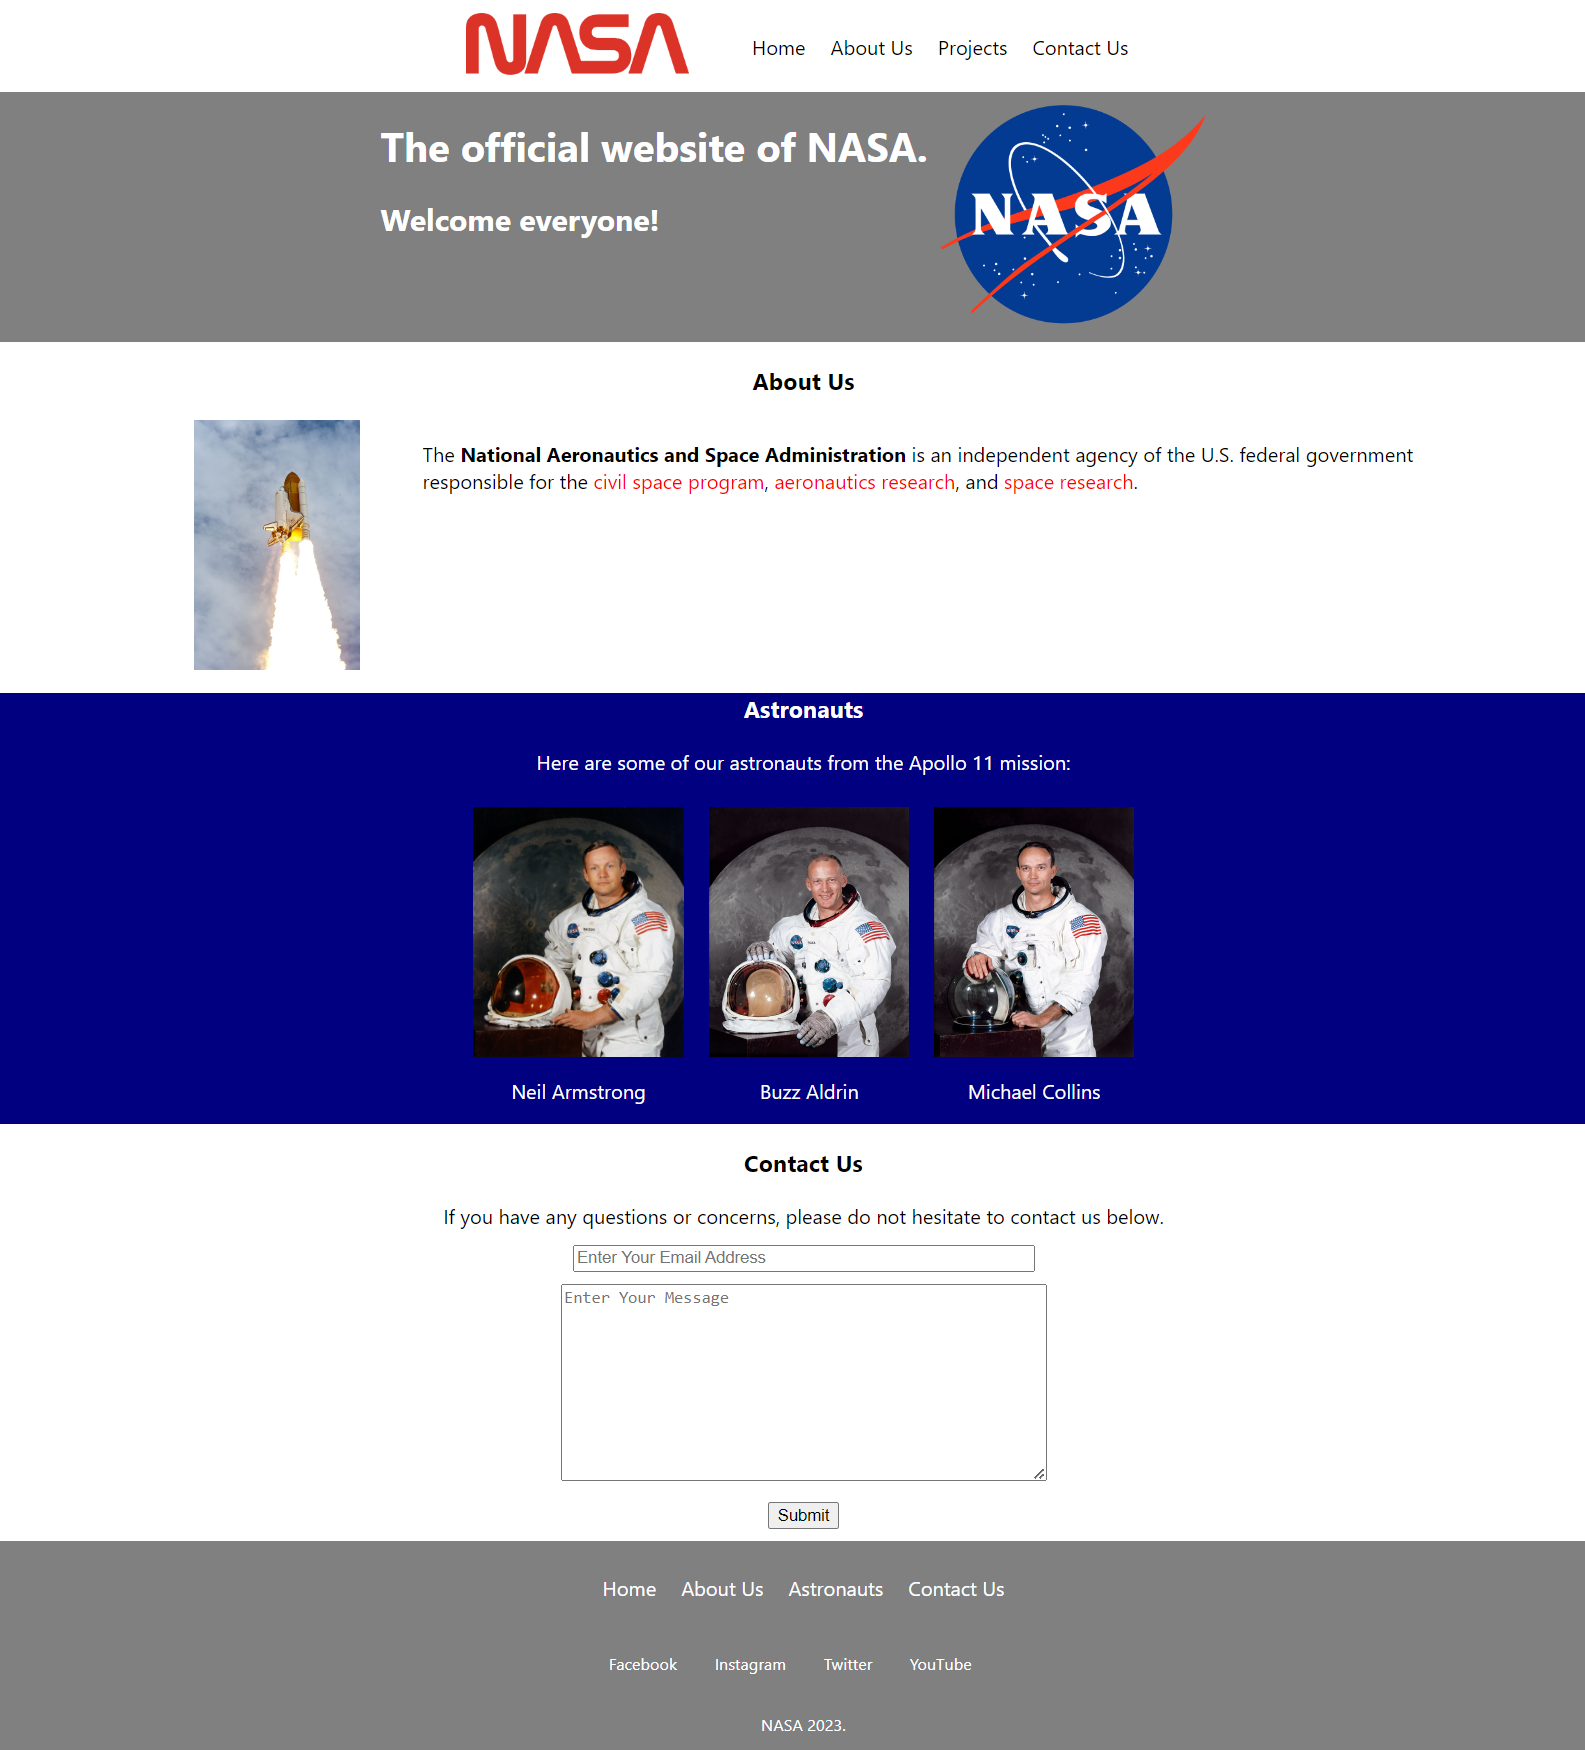 NASA
Home About Us Projects Contact Us
The official website of NASA.
Welcome everyone!
NASA
About Us
The National Aeronautics and Space Administration is an independent agency of the U.S. federal government
responsible for the civil space program, aeronautics research, and space research.
Astronauts
Here are some of our astronauts from the Apollo 11 mission:
Neil Armstrong Buzz Aldrin Michael Collins
Contact Us
If you have any questions or concerns, please do not hesitate to contact us below.
Enter Your Email Address
Enter Your Message
Submit
Home About Us Astronauts Contact Us
Facebook Instagram Twitter YouTube
NASA 2023.